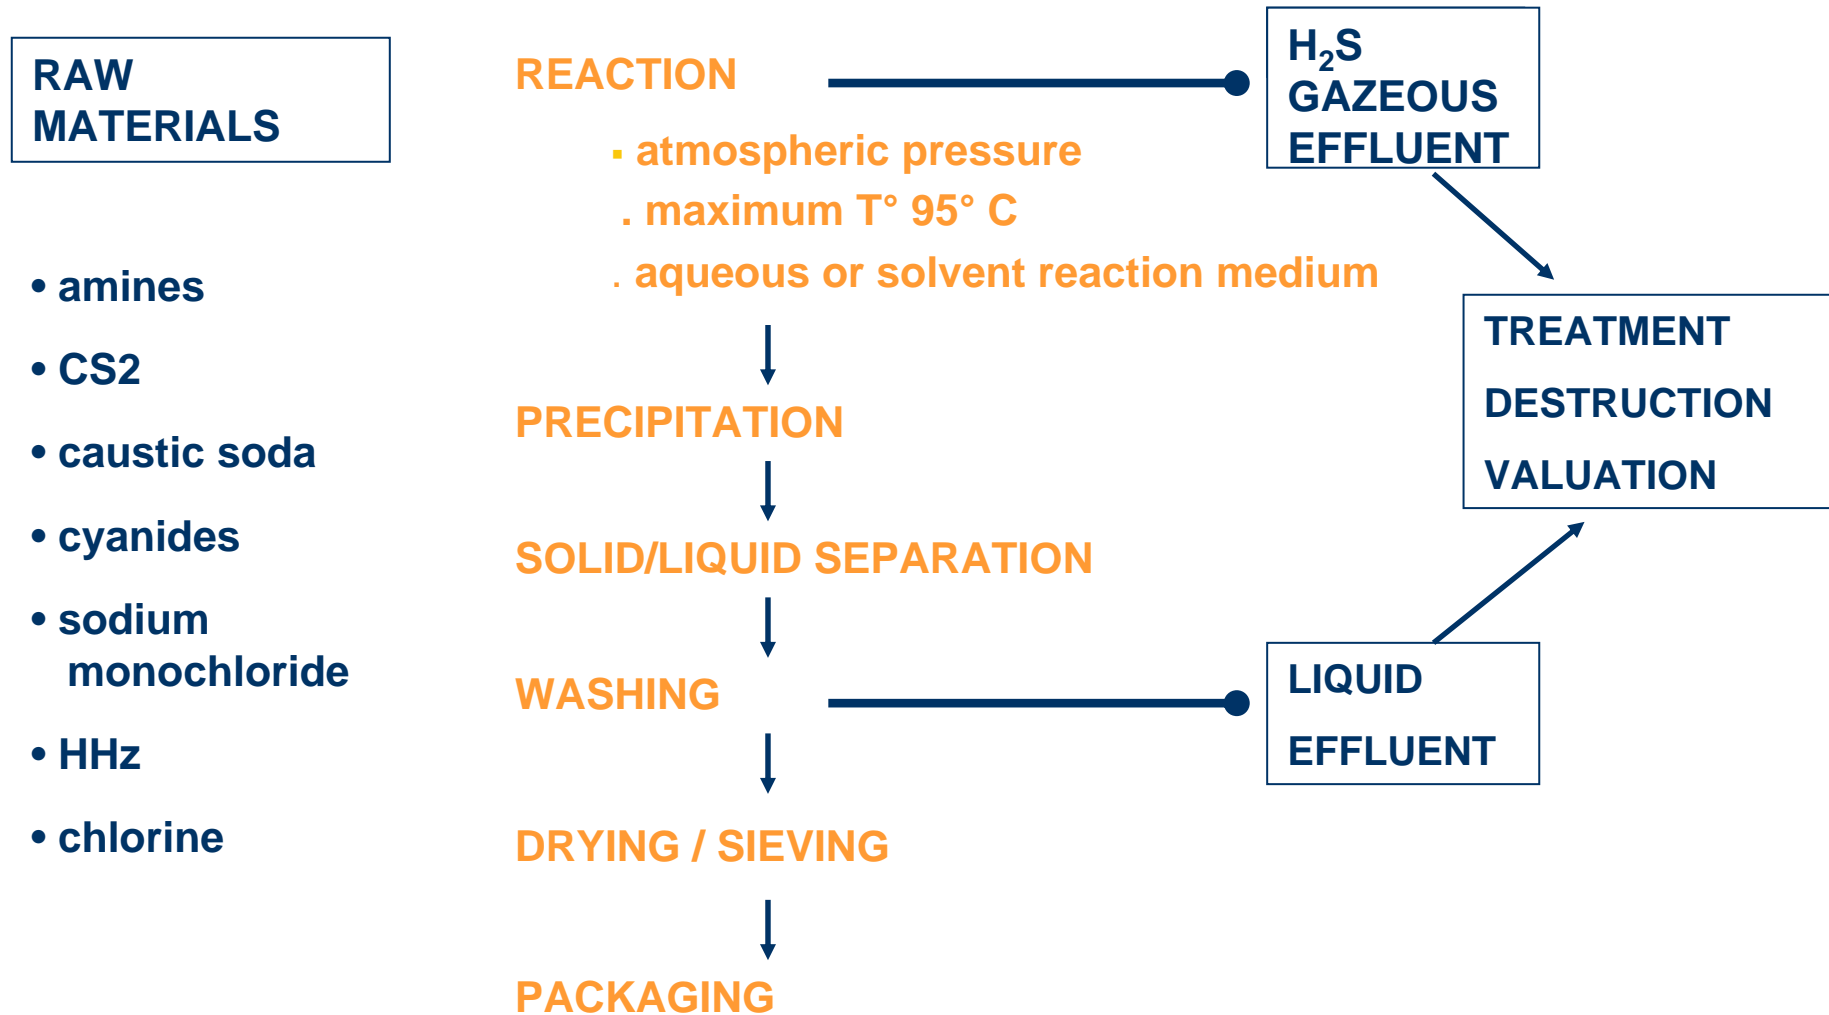 RAW
MATERIALS
• amines
• CS2
• caustic soda
• cyanides
• sodium
monochloride
• HHz
• chlorine
REACTION
▪ atmospheric pressure
. maximum T° 95° C
. aqueous or solvent reaction medium
PRECIPITATION
SOLID/LIQUID SEPARATION
WASHING
DRYING / SIEVING
PACKAGING
H₂S
GAZEOUS
EFFLUENT
TREATMENT
DESTRUCTION
VALUATION
LIQUID
EFFLUENT